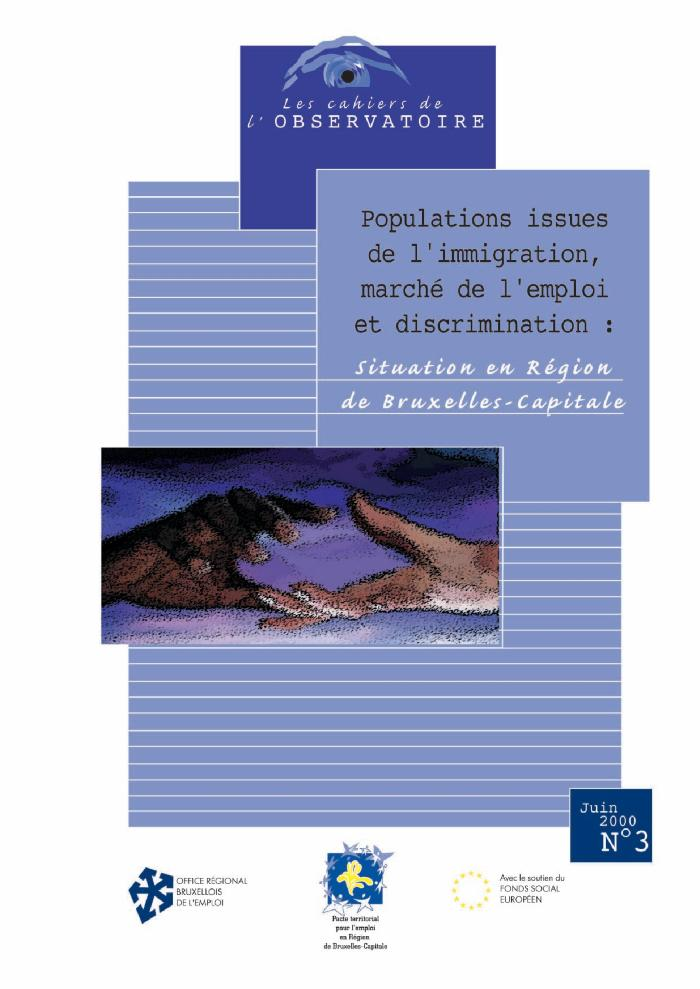 Les cahiers de
l'OBSERVATOIRE
Populations issues
de l'immigration,
marché de l'emploi
et discrimination :
Situation en Région
de Bruxelles-Capitale
Juin
2000
N°3
OFFICE RÉGIONAL
BRUXELLOIS
DE L'EMPLOI
Pacte territorial
pour l'emploi
en Région
de Bruxelles-Capitale
Avec le soutien du
FONDS SOCIAL
EUROPÉEN